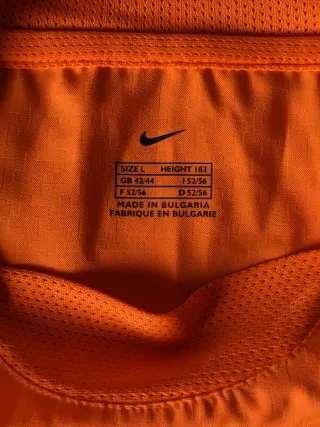 SIZE L HEIGHT 183
GB 42/44 I 52/56
F 52/56 D 52/56
MADE IN BULGARIA
FABRIQUE EN BULGARIE